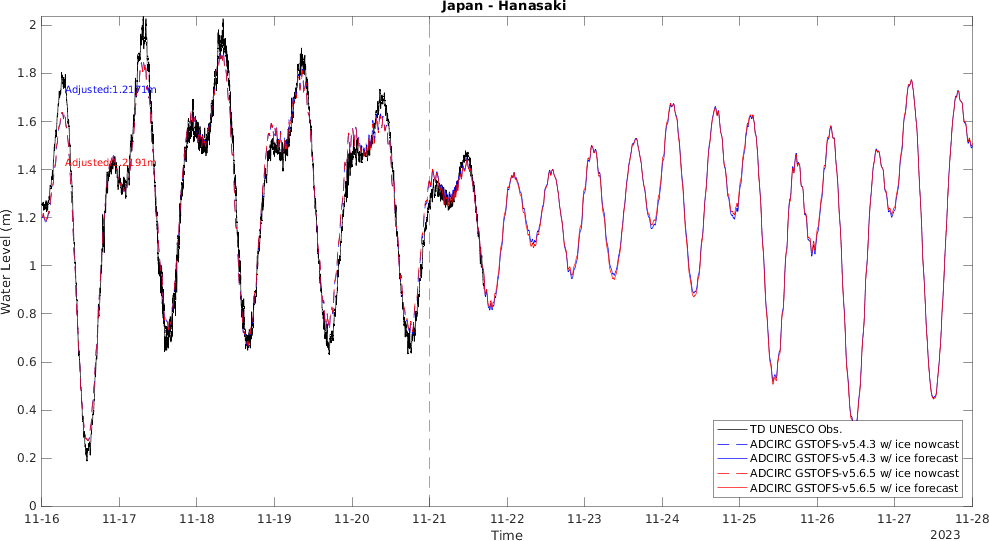 Japan - Hanasaki
Water Level (m)
2
1.8
1.6
1.4
1.2
1
0.8
0.6
0.4
0.2
0
Adjusted:1.2171m
TD UNESCO Obs.
ADCIRC GSTOFS-v5.4.3 w/ ice nowcast
ADCIRC GSTOFS-v5.4.3 w/ ice forecast
ADCIRC GSTOFS-v5.6.5 w/ ice nowcast
ADCIRC GSTOFS-v5.6.5 w/ ice forecast
11-16
11-17
11-18
11-19
11-20
11-21
11-22
11-23
11-24
11-25
11-26
11-27
11-28
Time
2023